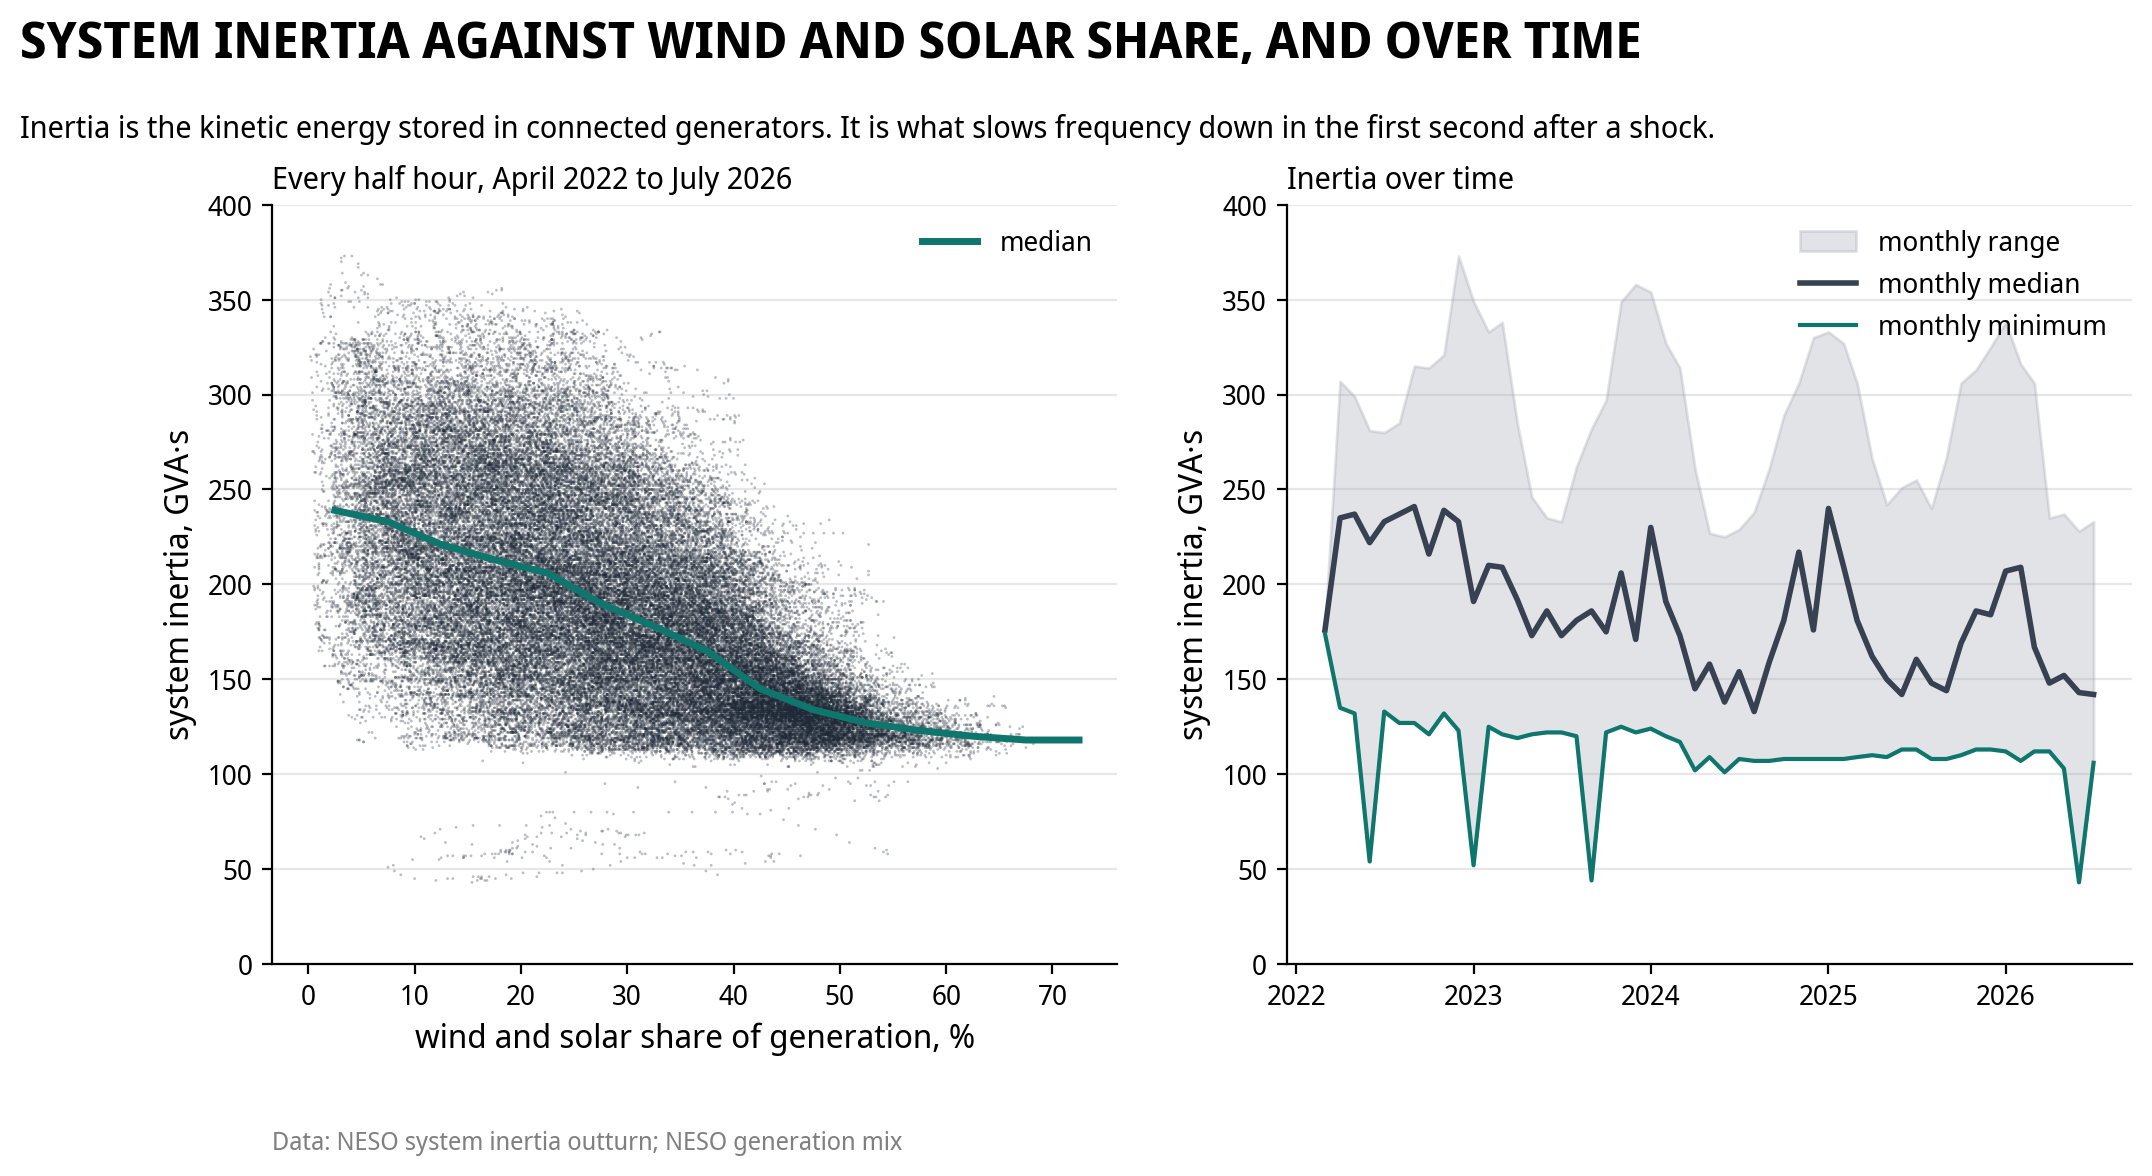 SYSTEM INERTIA AGAINST WIND AND SOLAR SHARE, AND OVER TIME
Inertia is the kinetic energy stored in connected generators. It is what slows frequency down in the first second after a shock.
Every half hour, April 2022 to July 2026
400
350
300
250
200
150
100
50
0
system inertia, GVA·s
median
0 10 20 30 40 50 60 70
wind and solar share of generation, %
Inertia over time
400
350
300
250
200
150
100
50
0
system inertia, GVA·s
monthly range
monthly median
monthly minimum
2022 2023 2024 2025 2026
Data: NESO system inertia outturn; NESO generation mix